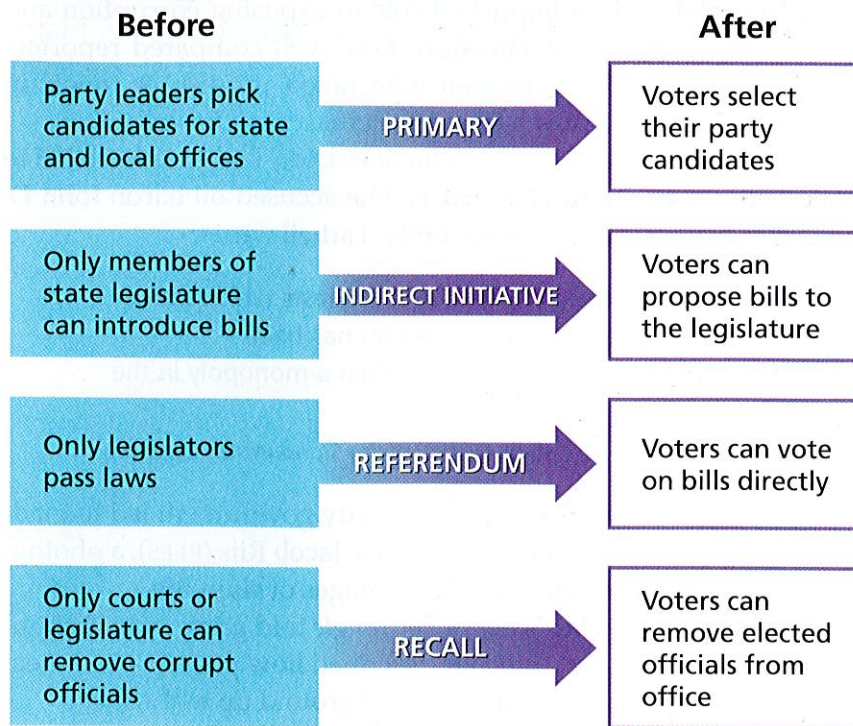 Before
After
Party leaders pick
candidates for state
and local offices
PRIMARY
Voters select
their party
candidates
Only members of
state legislature
can introduce bills
INDIRECT INITIATIVE
Voters can
propose bills to
the legislature
Only legislators
pass laws
REFERENDUM
Voters can vote
on bills directly
Only courts or
legislature can
remove corrupt
officials
RECALL
Voters can
remove elected
officials from
office